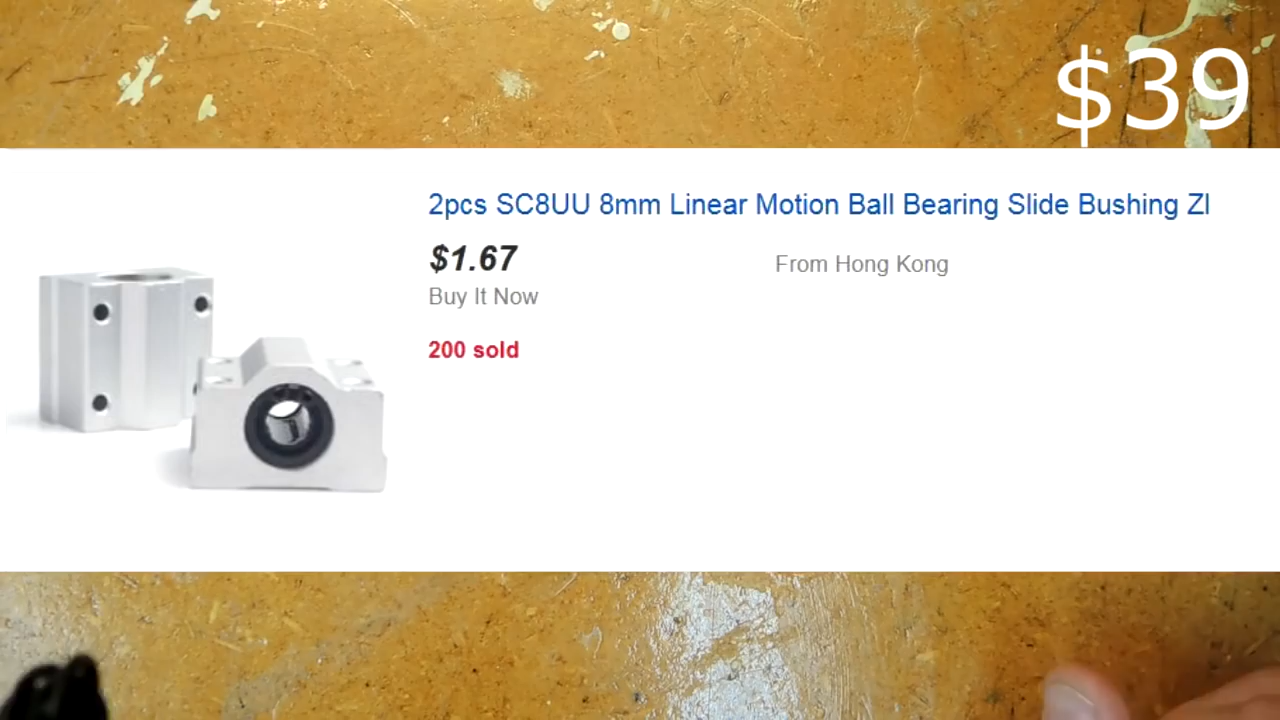 $39
2pcs SC8UU 8mm Linear Motion Ball Bearing Slide Bushing ZI
$1.67
From Hong Kong
Buy It Now
200 sold